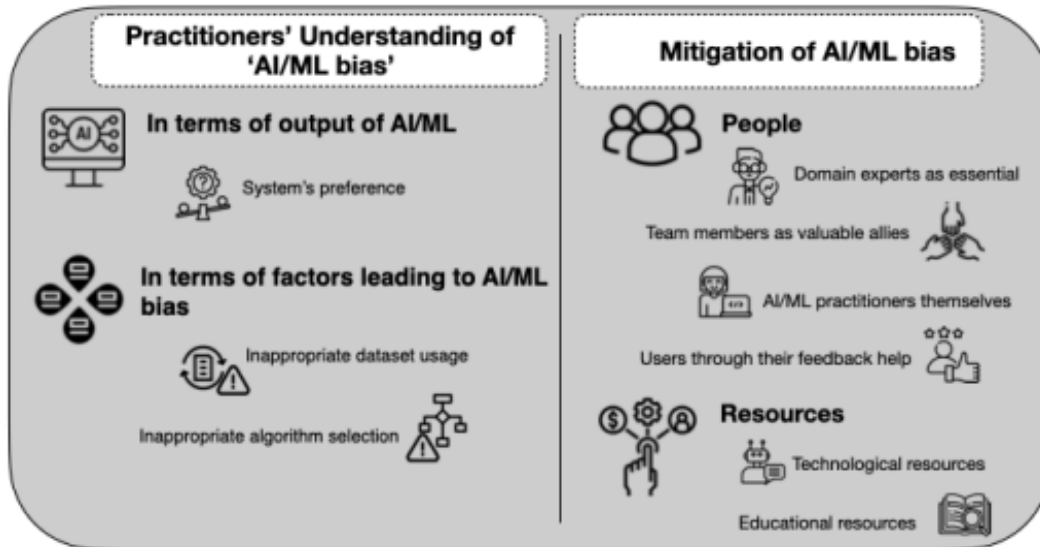 Practitioners' Understanding of
'AI/ML bias'
AI
In terms of output of AI/ML
?
System's preference
In terms of factors leading to AI/ML
bias
Inappropriate dataset usage
!
Inappropriate algorithm selection
!
Mitigation of AI/ML bias
People
Domain experts as essential
Team members as valuable allies
</>
AI/ML practitioners themselves
Users through their feedback help
$
Resources
Technological resources
Educational resources